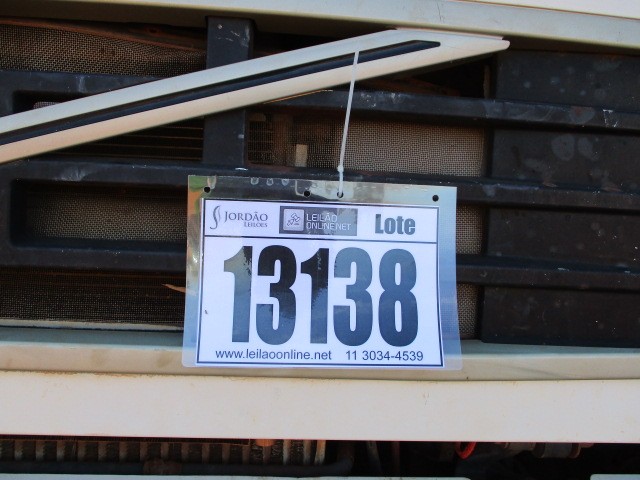 JORDÃO LEILÕES LEILÃO ONLINE.NET Lote
13138
www.leilaoonline.net 11 3034-4539